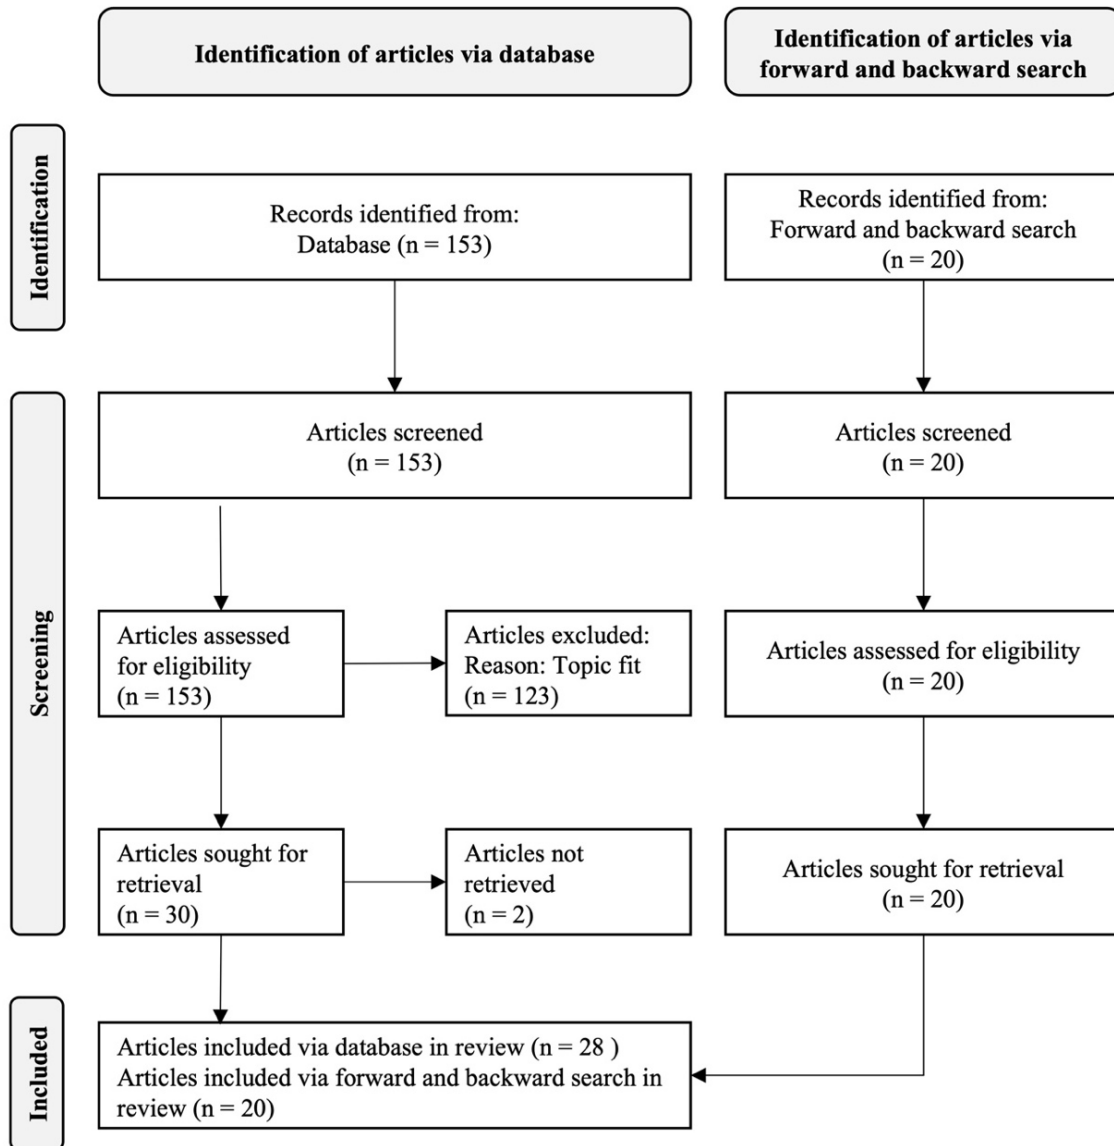 Identification of articles via database
Identification of articles via
forward and backward search
Identification
Records identified from:
Database (n = 153)
Records identified from:
Forward and backward search
(n = 20)
Screening
Articles screened
(n = 153)
Articles screened
(n = 20)
Articles assessed
for eligibility
(n = 153)
Articles excluded:
Reason: Topic fit
(n = 123)
Articles assessed for eligibility
(n = 20)
Articles sought for
retrieval
(n = 30)
Articles not
retrieved
(n = 2)
Articles sought for retrieval
(n = 20)
Included
Articles included via database in review (n = 28 )
Articles included via forward and backward search in
review (n = 20)